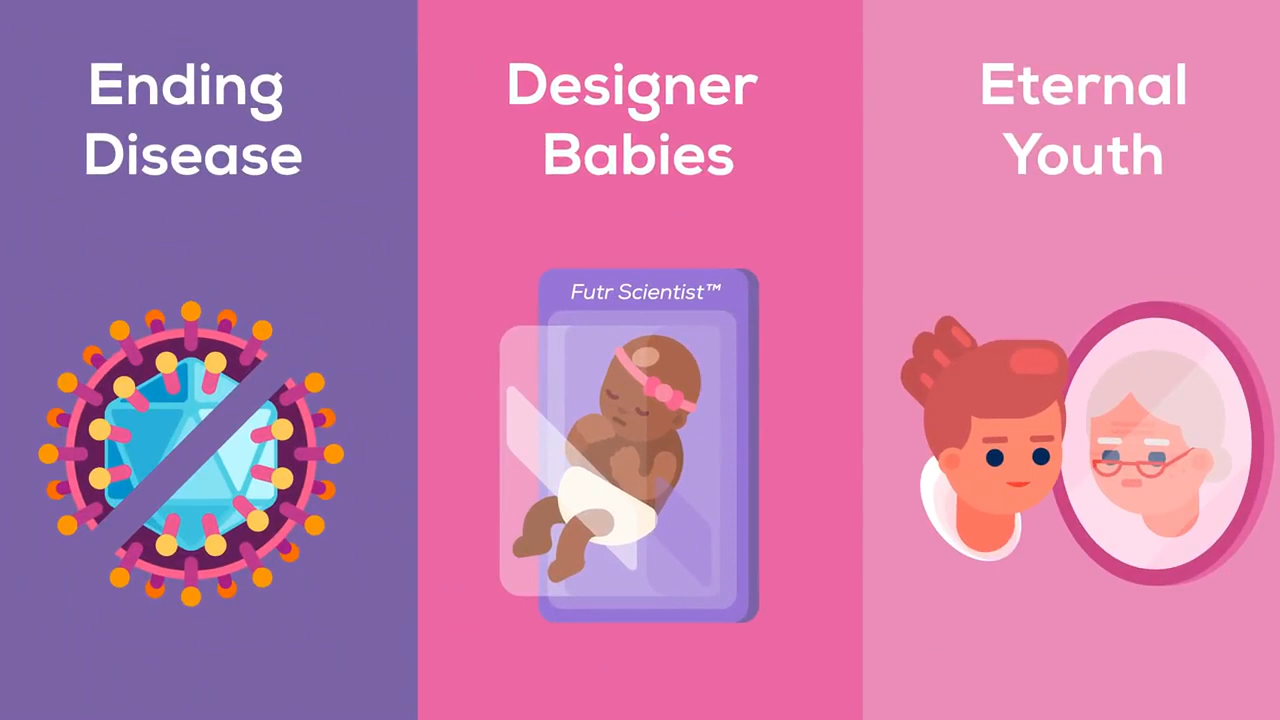 Ending
Disease
Designer
Babies
Futr Scientist™
Eternal
Youth